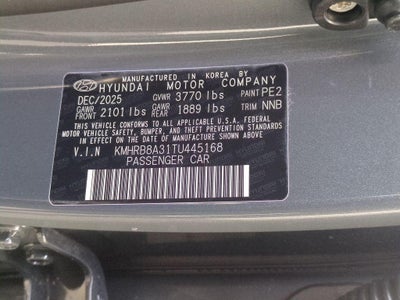 MANUFACTURED IN KOREA BY
HYUNDAI MOTOR COMPANY
DEC/2025 GVWR 3770 lbs PAINT PE2
GAWR FRONT 2101 lbs GAWR REAR 1889 lbs TRIM NNB
THIS VEHICLE CONFORMS TO ALL APPLICABLE FEDERAL
MOTOR VEHICLE SAFETY, BUMPER, AND THEFT PREVENTION STANDARDS
IN EFFECT ON THE DATE OF MANUFACTURE SHOWN ABOVE.
V.I.N KMHRB8A31TU445168
PASSENGER CAR